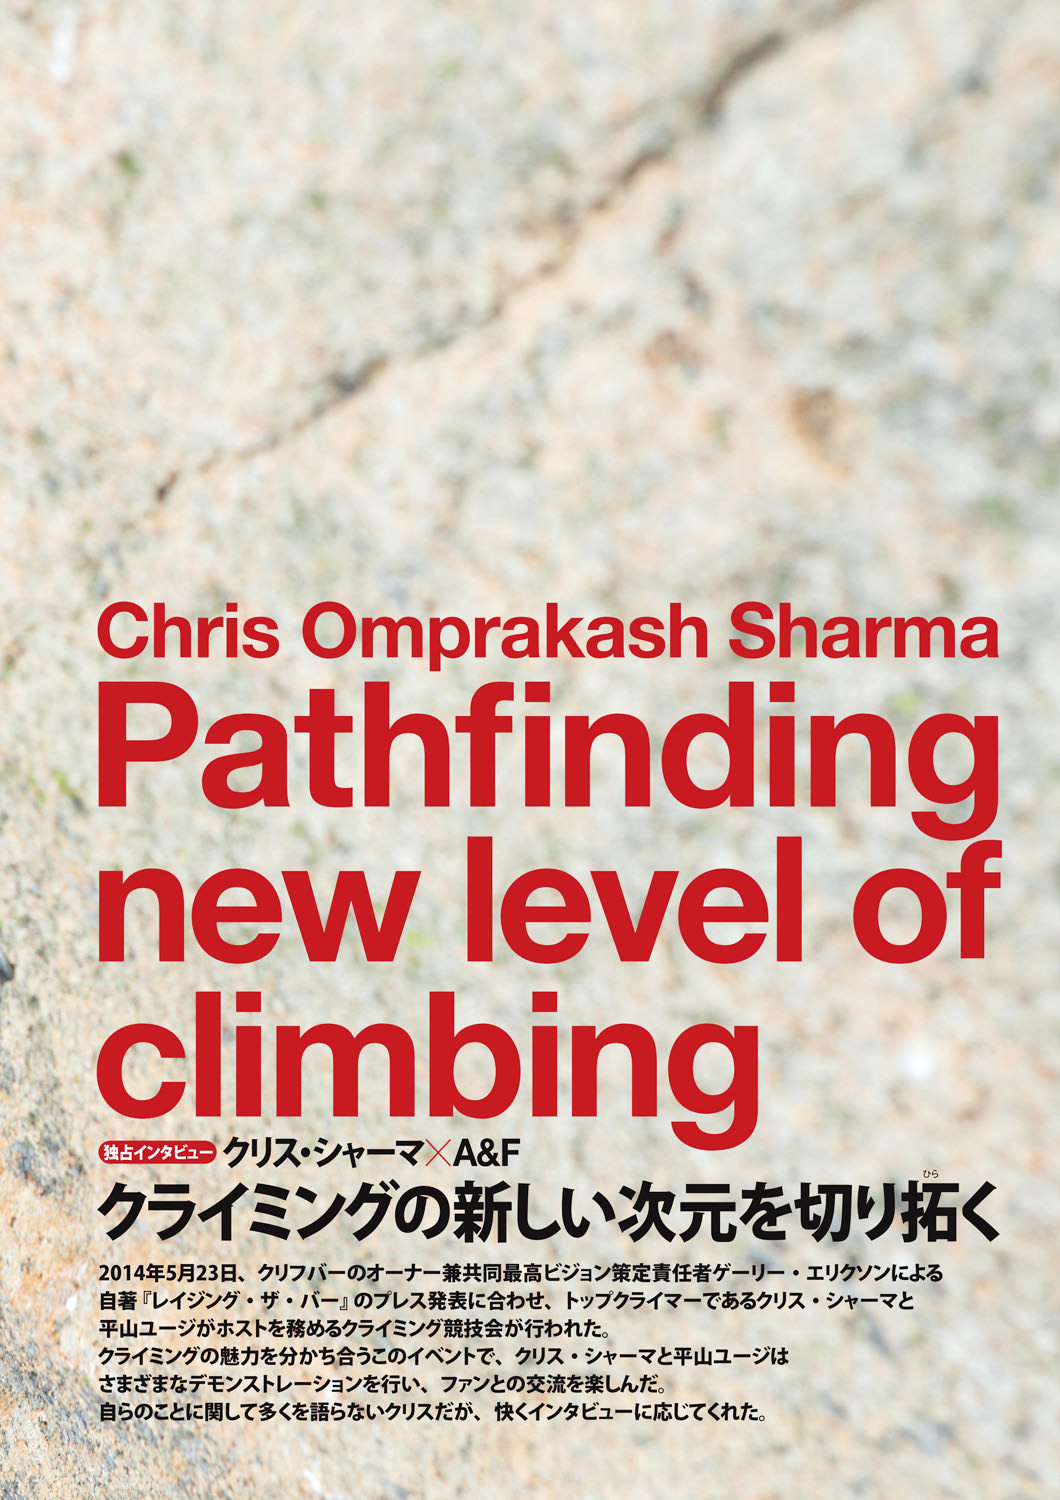 Chris Omprakash Sharma
Pathfinding
new level of
climbing
独占インタビュー クリス・シャーマ×A&F
ひら
クライミングの新しい次元を切り拓く
2014年5月23日、クリフバーのオーナー兼共同最高ビジョン策定責任者ゲーリー・エリクソンによる
自著『レイジング・ザ・バー』のプレス発表に合わせ、トップクライマーであるクリス・シャーマと
平山ユージがホストを務めるクライミング競技会が行われた。
クライミングの魅力を分かち合うこのイベントで、クリス・シャーマと平山ユージは
さまざまなデモンストレーションを行い、ファンとの交流を楽しんだ。
自らのことに関して多くを語らないクリスだが、快くインタビューに応じてくれた。